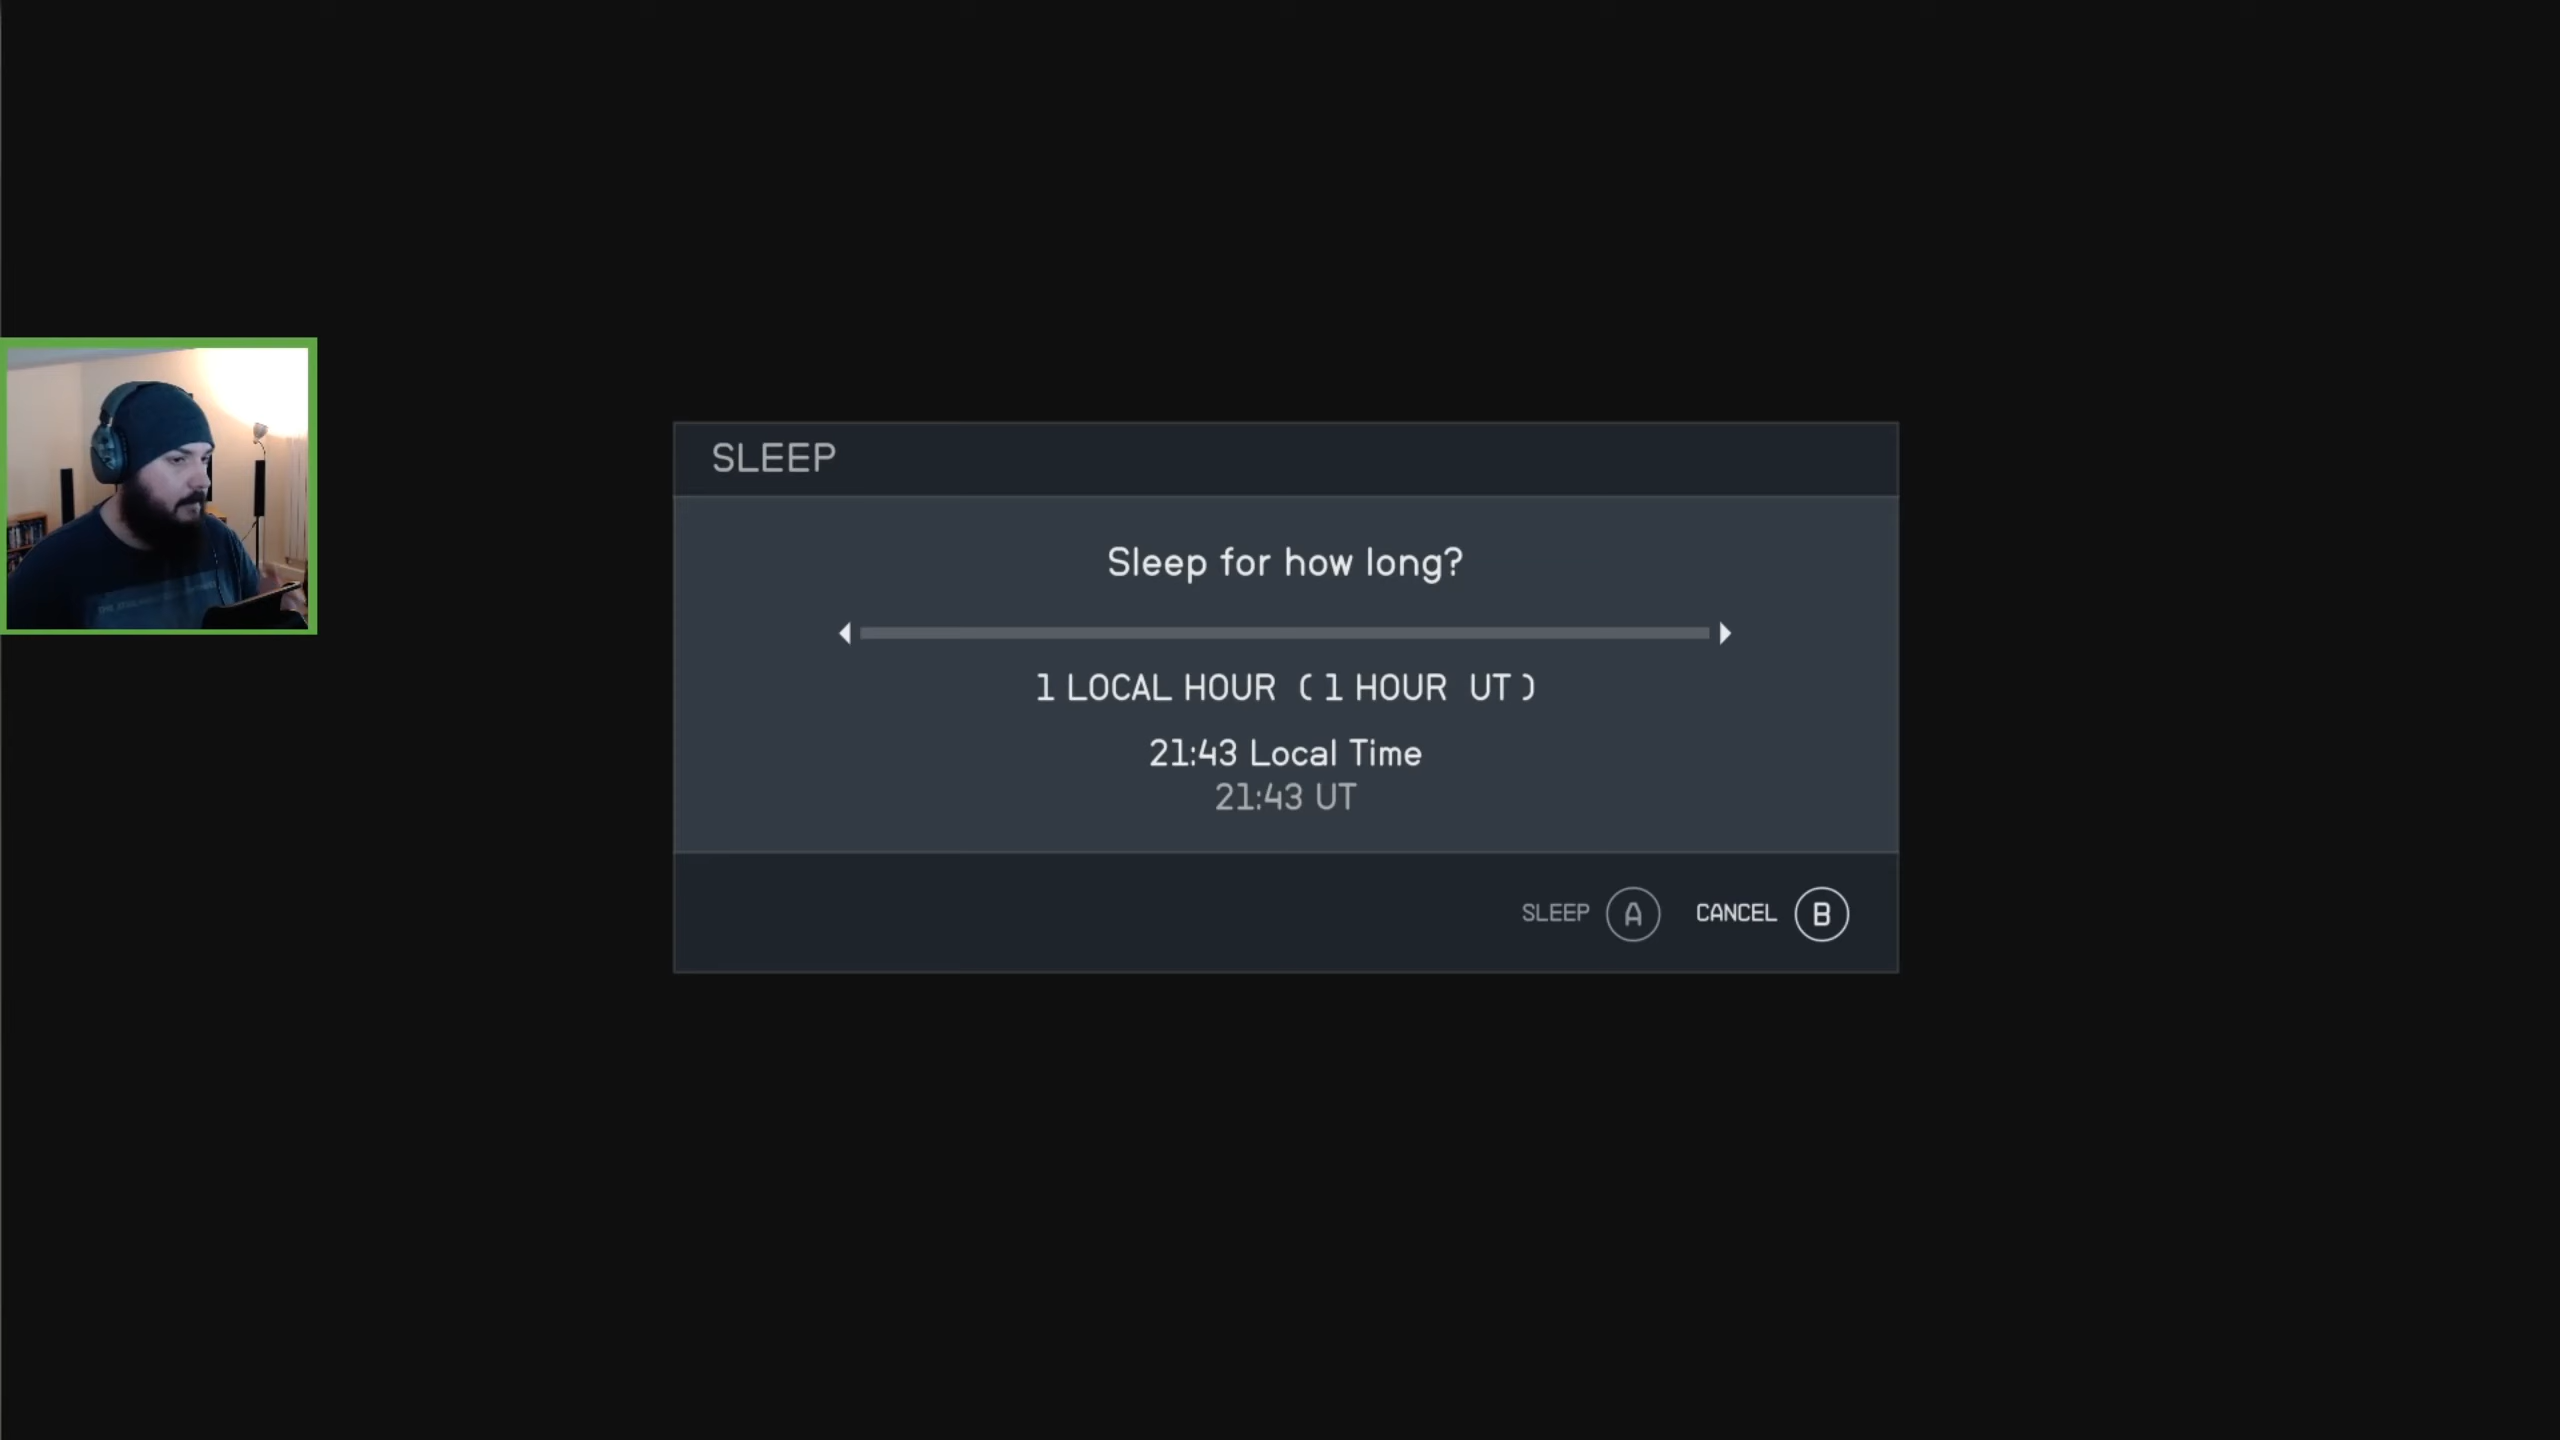 SLEEP
Sleep for how long?
1 LOCAL HOUR (1 HOUR UT)
21:43 Local Time
21:43 UT
SLEEP A CANCEL B